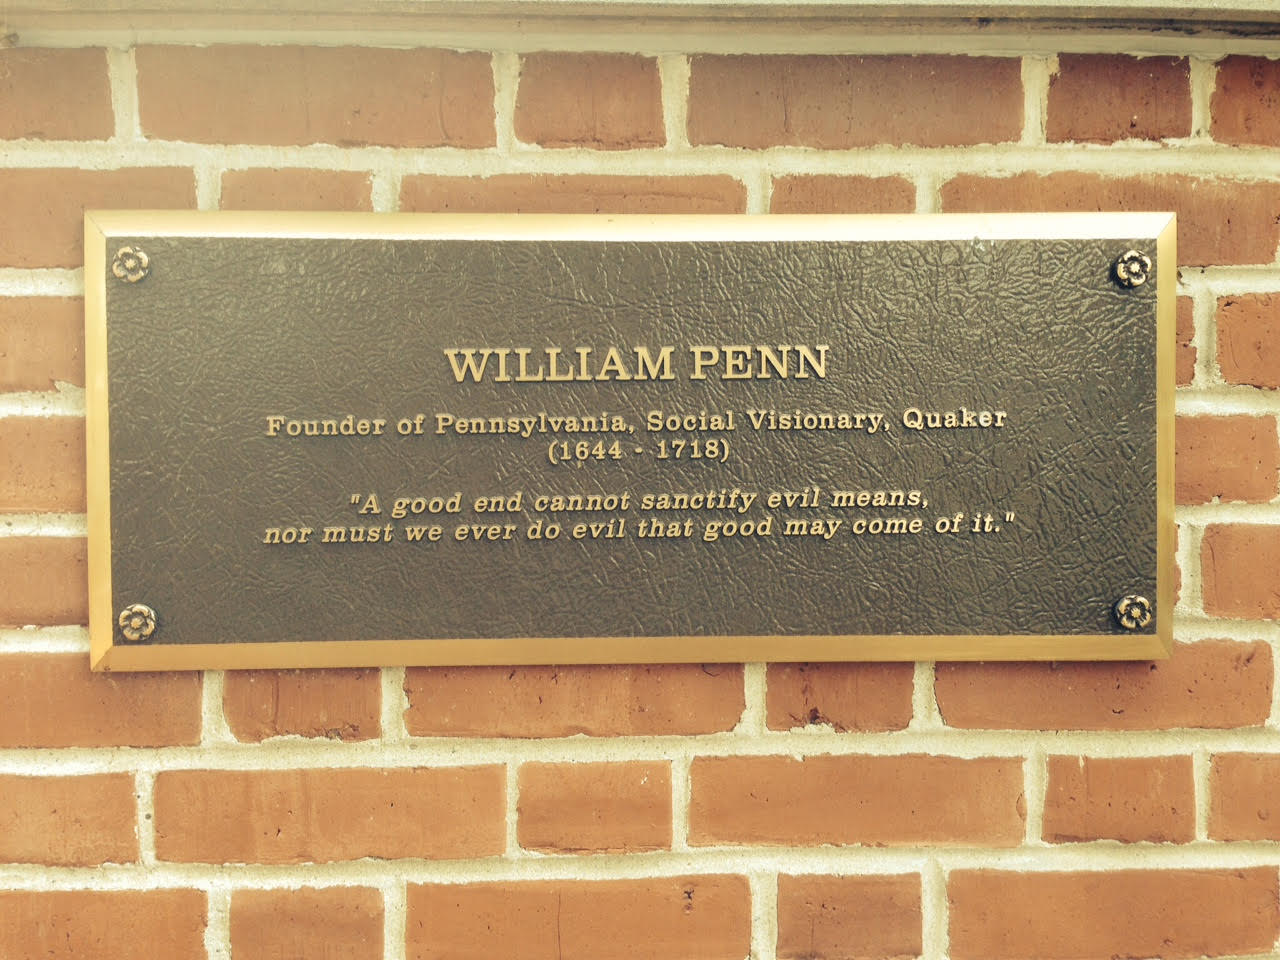 WILLIAM PENN
Founder of Pennsylvania, Social Visionary, Quaker
(1644 - 1718)
"A good end cannot sanctify evil means,
nor must we ever do evil that good may come of it."